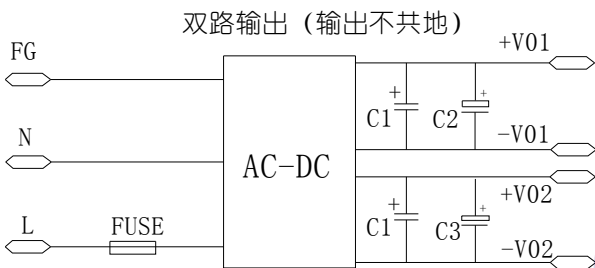 双路输出（输出不共地）
FG
N
L
FUSE
AC-DC
+V01
+
C1
+
C2
-V01
+V02
+
C1
+
C3
-V02